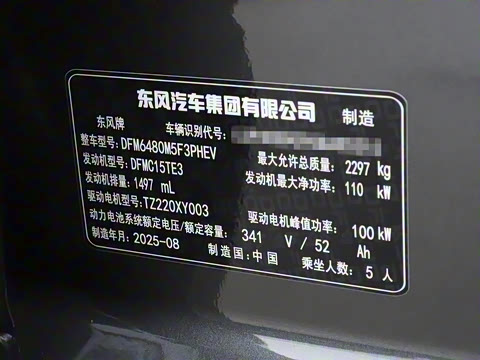 东风汽车集团有限公司 制造
东风牌 车辆识别代号:
整车型号: DFM6480M5F3PHEV 最大允许总质量: 2297 kg
发动机型号: DFMC15TE3 发动机最大净功率: 110 kW
发动机排量: 1497 mL
驱动电机型号: TZ220XY003 驱动电机峰值功率: 100 kW
动力电池系统额定电压/额定容量: 341 V / 52 Ah
制造年月: 2025-08 制造国: 中国 乘坐人数: 5 人